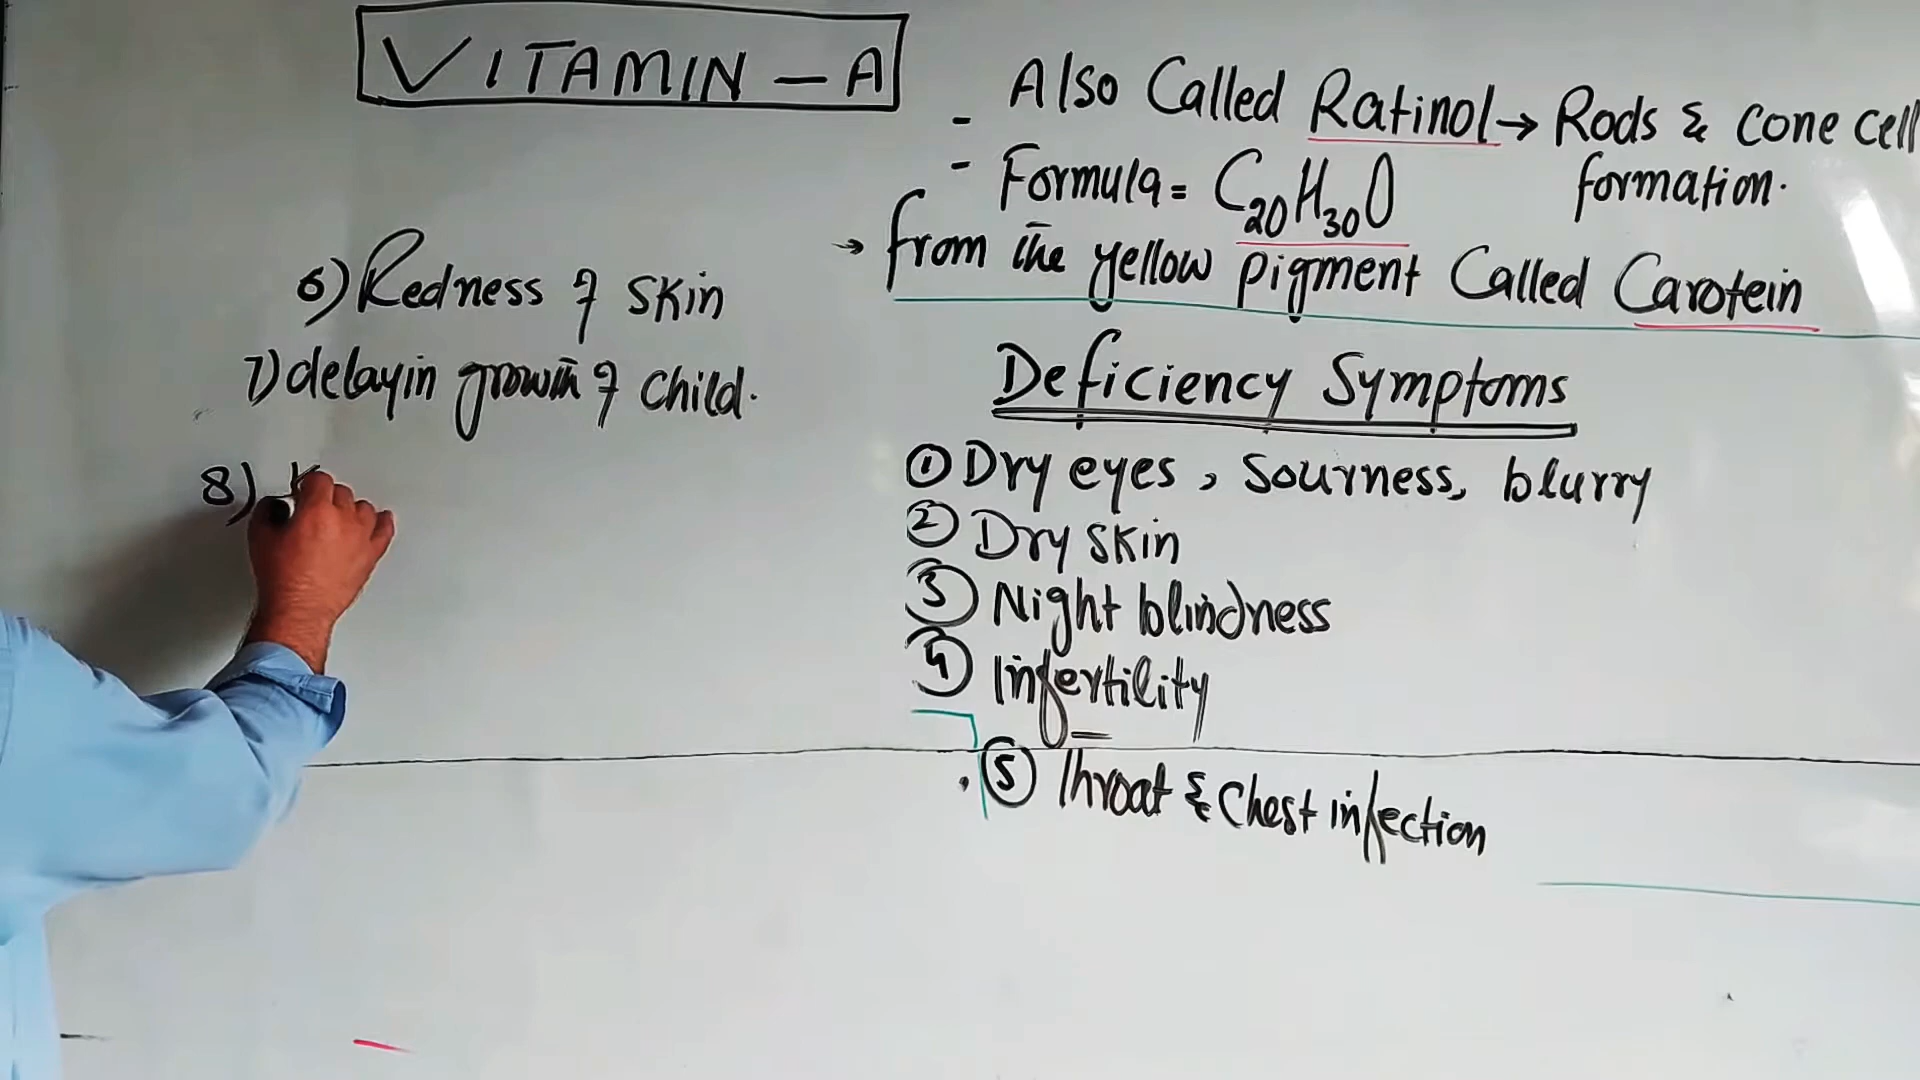 VITAMIN - A
- Also Called Ratinol → Rods & Cone cell
formation.
- Formula = C20H30O
→ from the yellow pigment Called Carotein
Deficiency Symptoms
① Dry eyes, Sourness, blurry
② Dry skin
③ Night blindness
④ Infertility
⑤ Throat & Chest infection
6) Redness of skin
7) delay in growth of child.
8)